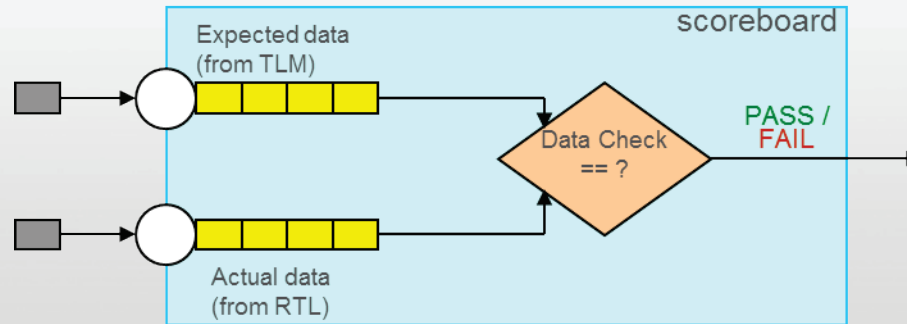 scoreboard
Expected data
(from TLM)
Data Check
== ?
PASS /
FAIL
Actual data
(from RTL)